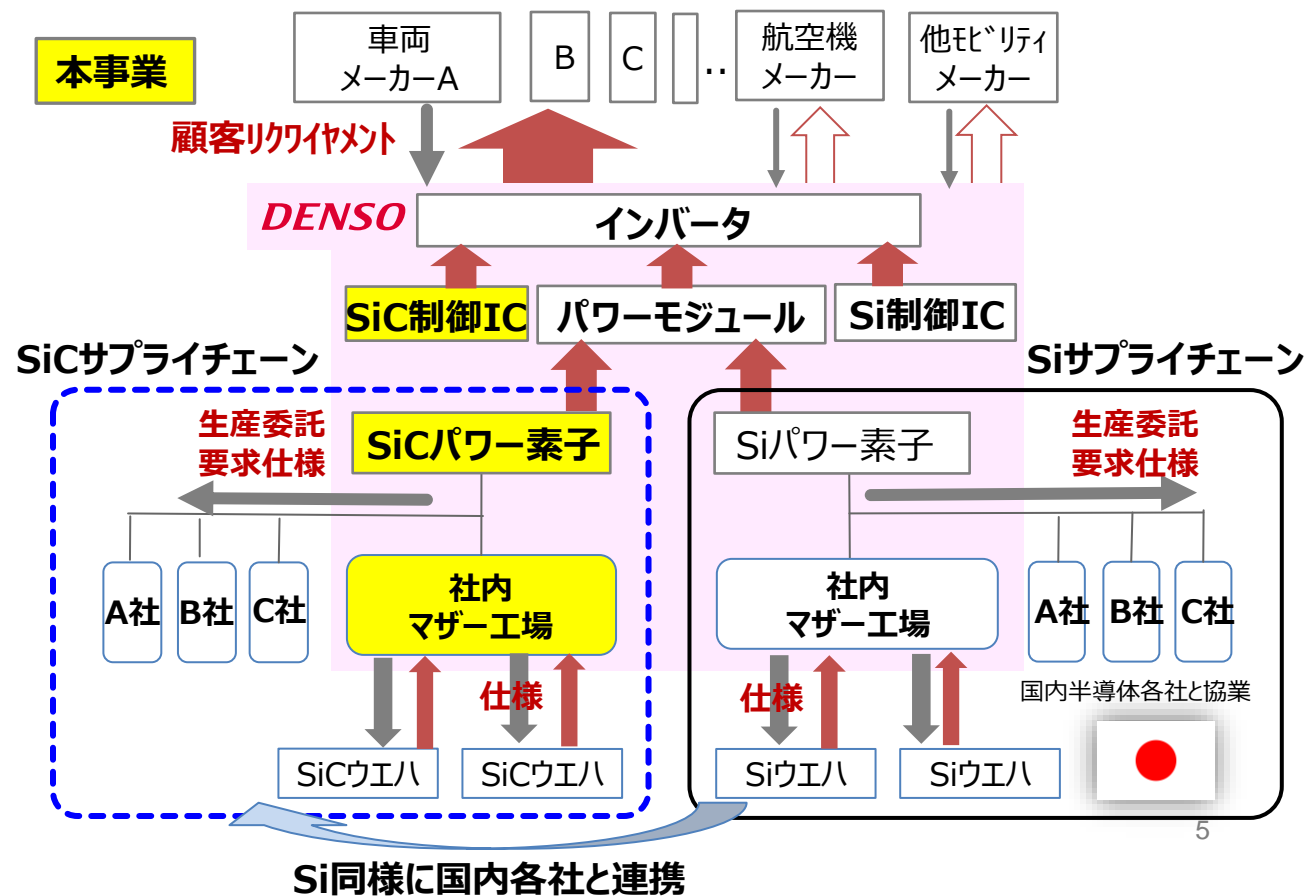 本事業
車両
メーカーA
B
C
‥
航空機
メーカー
他ﾓﾋﾞﾘﾃｨ
メーカー
顧客ﾘｸﾜｲﾔﾒﾝﾄ
DENSO
インバータ
SiC制御IC
パワーモジュール
Si制御IC
SiCサプライチェーン
Siサプライチェーン
生産委託
要求仕様
SiCパワー素子
Siパワー素子
生産委託
要求仕様
A社
B社
C社
社内
マザー工場
社内
マザー工場
A社
B社
C社
仕様
仕様
国内半導体各社と協業
SiCウエハ
SiCウエハ
Siウエハ
Siウエハ
5
Si同様に国内各社と連携